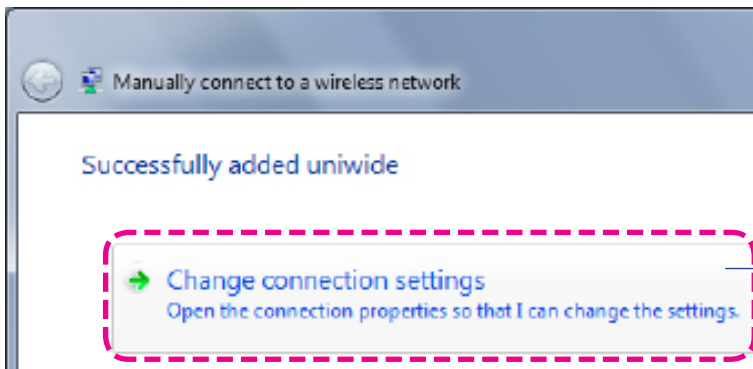 Manually connect to a wireless network
Successfully added uniwide
Change connection settings
Open the connection properties so that I can change the settings.